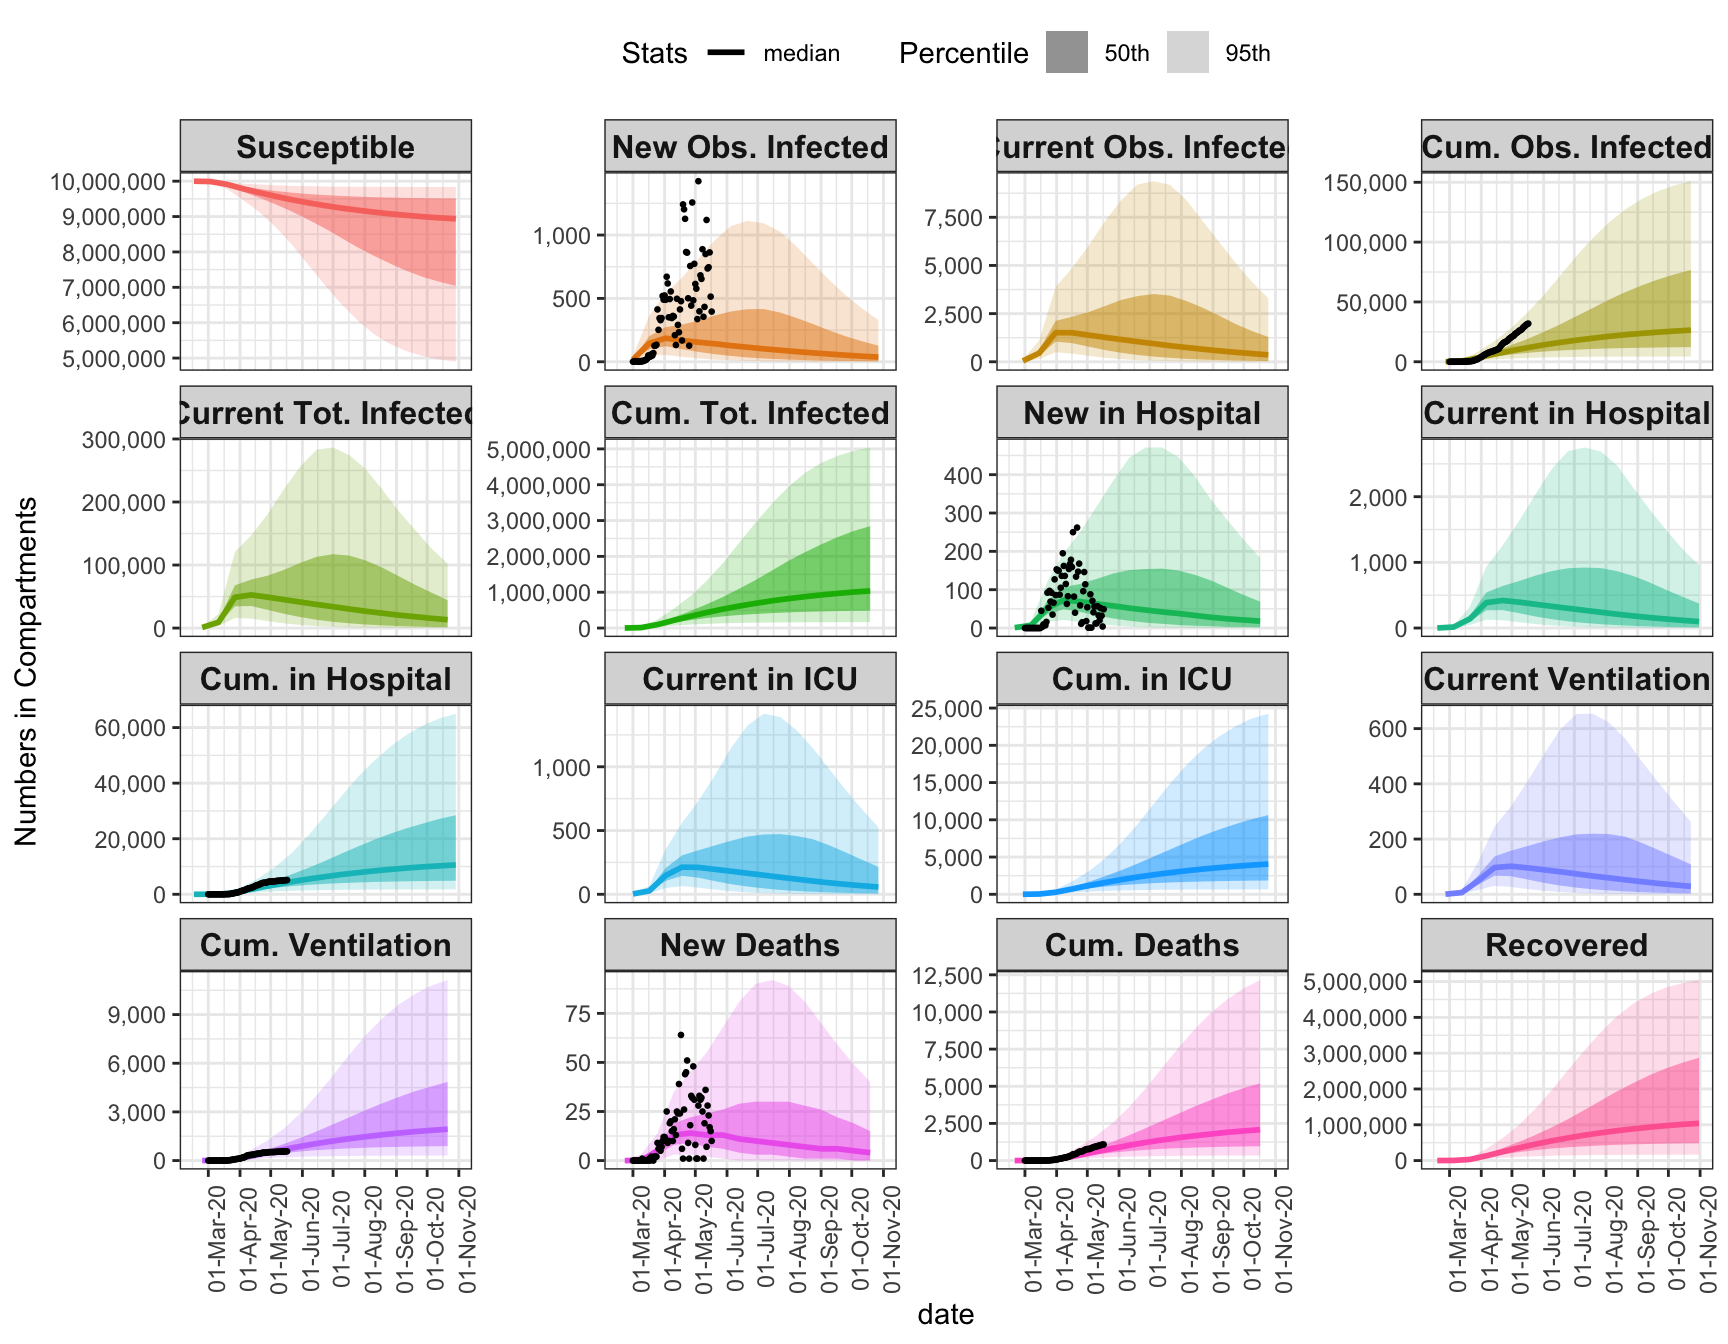 Stats median Percentile 50th 95th
Susceptible
10,000,000
9,000,000
8,000,000
7,000,000
6,000,000
5,000,000
New Obs. Infected
1,000
500
0
Current Obs. Infecte
7,500
5,000
2,500
0
Cum. Obs. Infected
150,000
100,000
50,000
0
Current Tot. Infected
300,000
200,000
100,000
0
Cum. Tot. Infected
5,000,000
4,000,000
3,000,000
2,000,000
1,000,000
0
New in Hospital
400
300
200
100
0
Current in Hospital
2,000
1,000
0
Cum. in Hospital
60,000
40,000
20,000
0
Current in ICU
1,000
500
0
Cum. in ICU
25,000
20,000
15,000
10,000
5,000
0
Current Ventilation
600
400
200
0
Cum. Ventilation
9,000
6,000
3,000
0
New Deaths
75
50
25
0
Cum. Deaths
12,500
10,000
7,500
5,000
2,500
0
Recovered
5,000,000
4,000,000
3,000,000
2,000,000
1,000,000
0
Numbers in Compartments
01-Mar-20
01-Apr-20
01-May-20
01-Jun-20
01-Jul-20
01-Aug-20
01-Sep-20
01-Oct-20
01-Nov-20
01-Mar-20
01-Apr-20
01-May-20
01-Jun-20
01-Jul-20
01-Aug-20
01-Sep-20
01-Oct-20
01-Nov-20
01-Mar-20
01-Apr-20
01-May-20
01-Jun-20
01-Jul-20
01-Aug-20
01-Sep-20
01-Oct-20
01-Nov-20
01-Mar-20
01-Apr-20
01-May-20
01-Jun-20
01-Jul-20
01-Aug-20
01-Sep-20
01-Oct-20
01-Nov-20
date